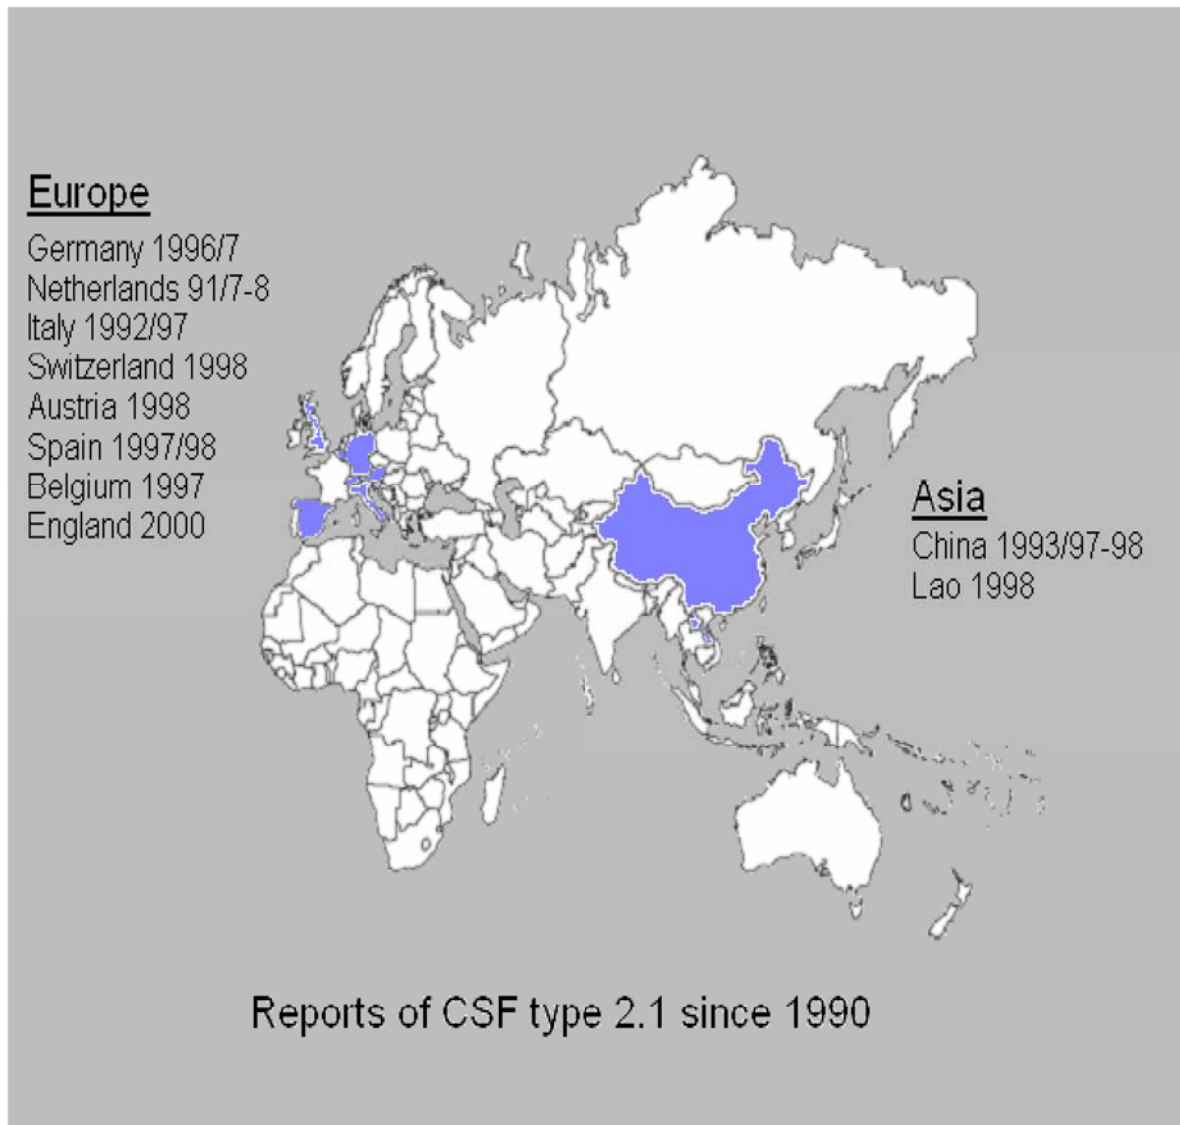 Europe
Germany 1996/7
Netherlands 91/7-8
Italy 1992/97
Switzerland 1998
Austria 1998
Spain 1997/98
Belgium 1997
England 2000
Asia
China 1993/97-98
Lao 1998
Reports of CSF type 2.1 since 1990